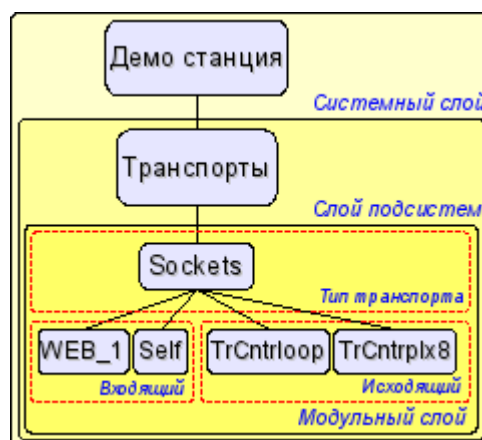 Демо станция
Системный слой
Транспорты
Слой подсистем
Sockets
Тип транспорта
WEB_1 Self TrCntrloop TrCntrplx8
Входящий Исходящий
Модульный слой